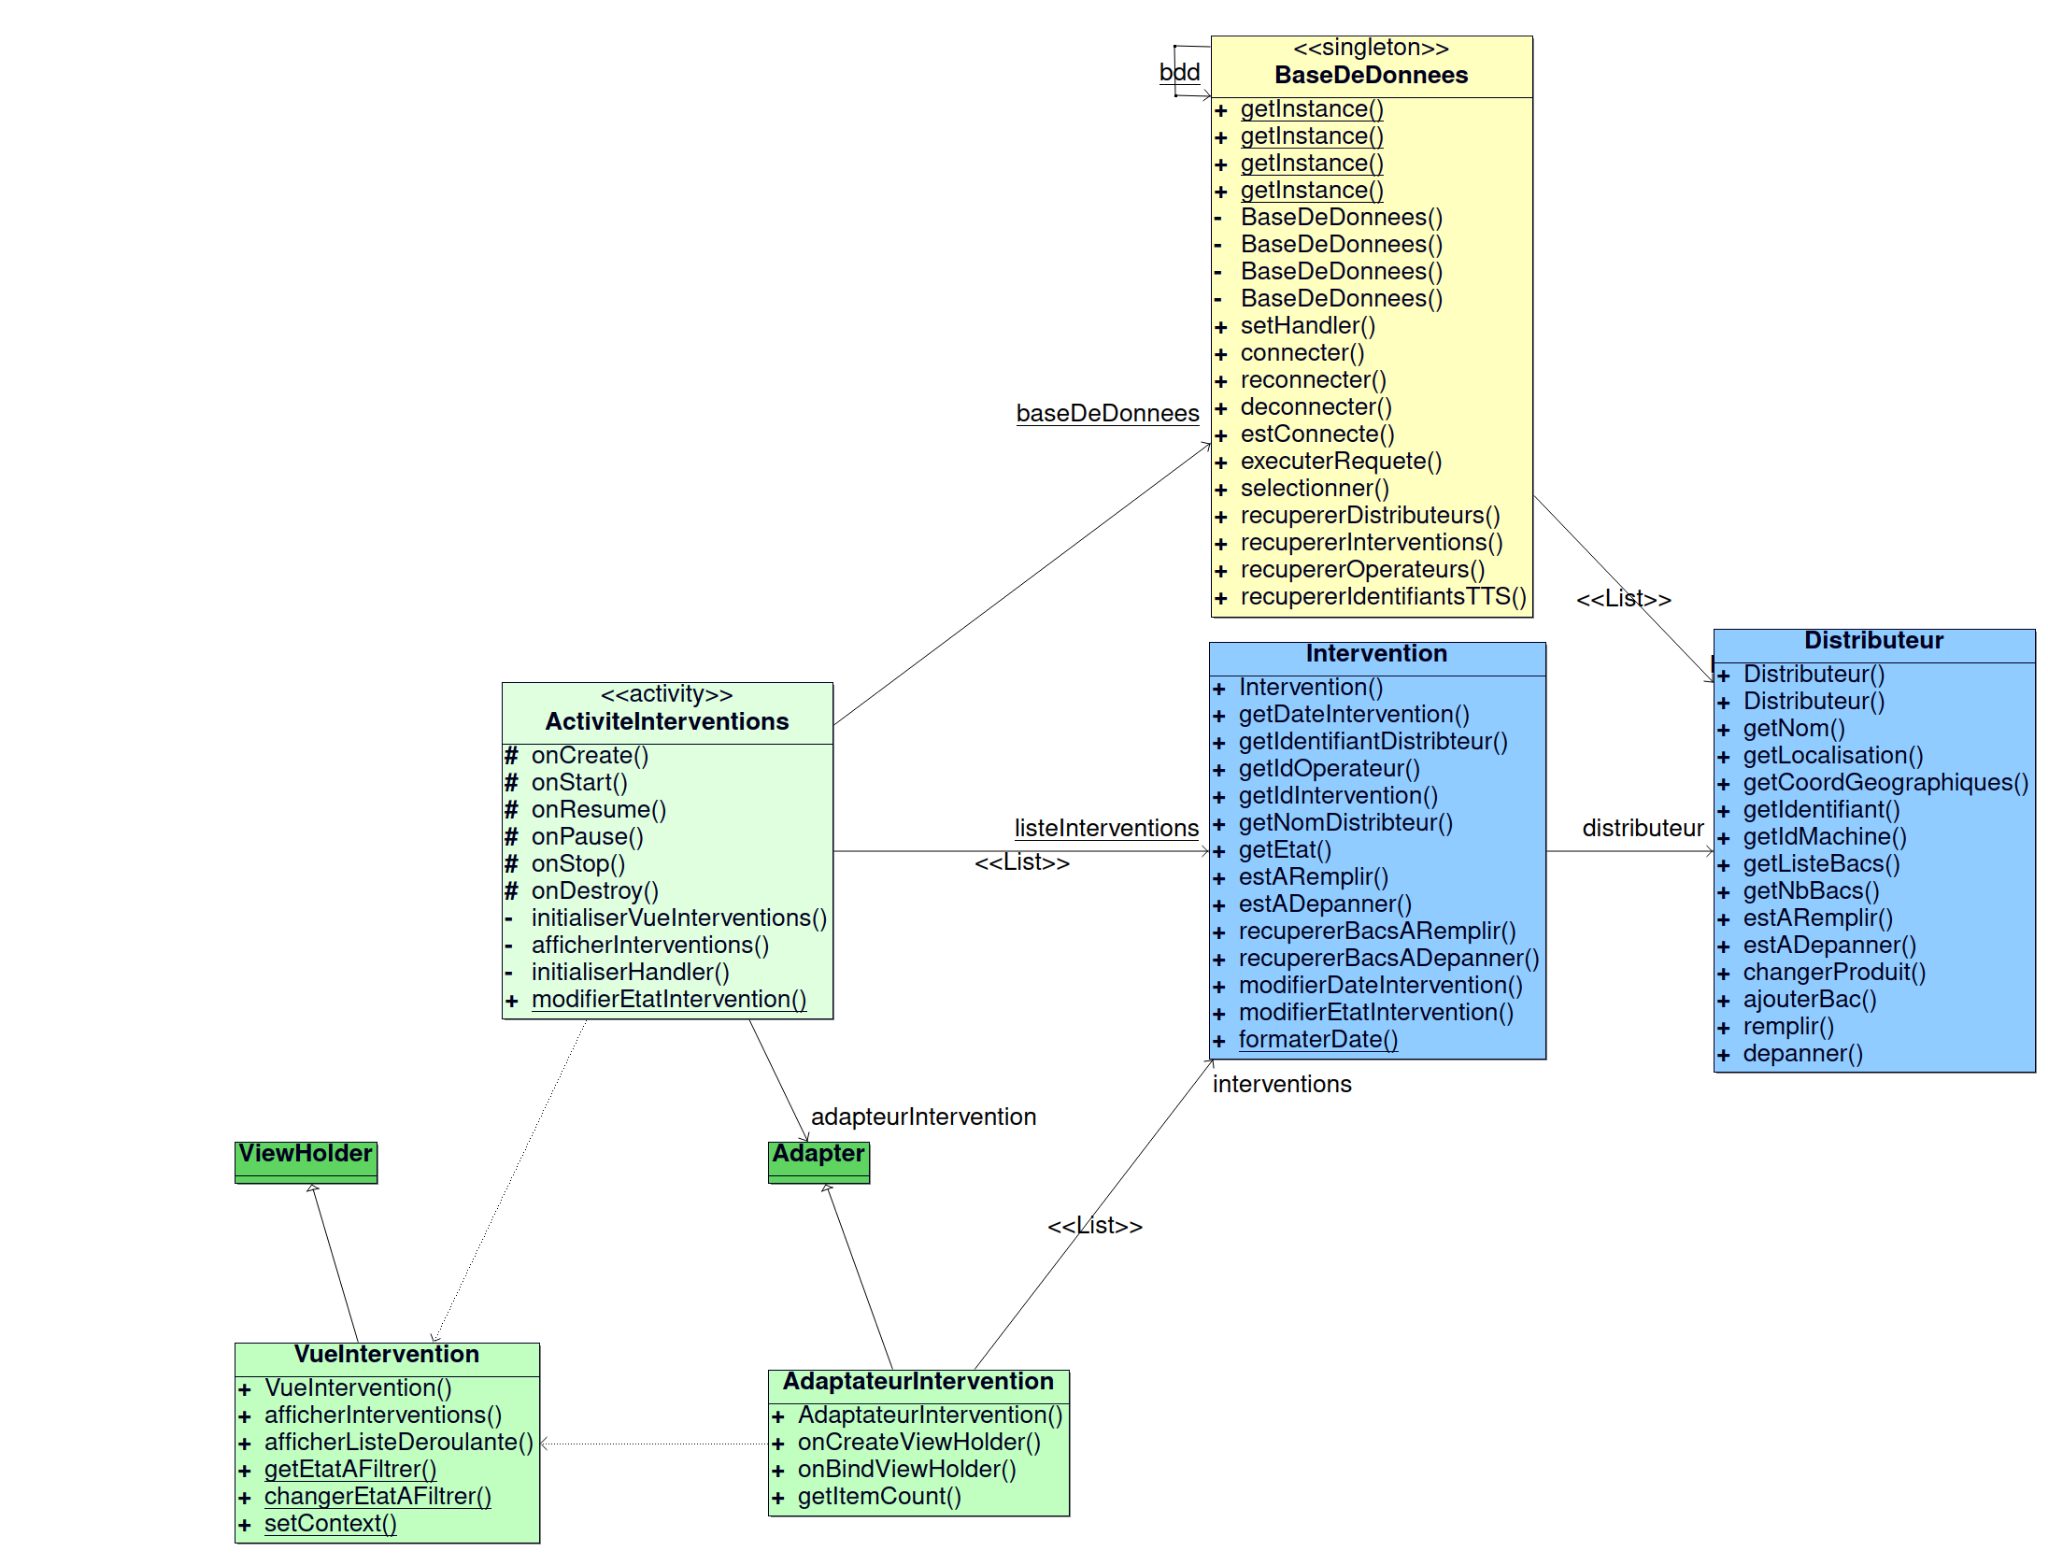 <<singleton>>
BaseDeDonnees
bdd
+ getInstance()
+ getInstance()
+ getInstance()
+ getInstance()
- BaseDeDonnees()
- BaseDeDonnees()
- BaseDeDonnees()
- BaseDeDonnees()
+ setHandler()
+ connecter()
+ reconnecter()
+ deconnecter()
+ estConnecte()
+ executerRequete()
+ selectionner()
+ recupererDistributeurs()
+ recupererInterventions()
+ recupererOperateurs()
+ recupererIdentifiantsTTS()
baseDeDonnees
<<List>>
<<activity>>
ActiviteInterventions
# onCreate()
# onStart()
# onResume()
# onPause()
# onStop()
# onDestroy()
- initialiserVueInterventions()
- afficherInterventions()
- initialiserHandler()
+ modifierEtatIntervention()
listeInterventions
<<List>>
Intervention
+ Intervention()
+ getDateIntervention()
+ getIdentifiantDistribteur()
+ getIdOperateur()
+ getIdIntervention()
+ getNomDistribteur()
+ getEtat()
+ estARemplir()
+ estADepanner()
+ recupererBacsARemplir()
+ recupererBacsADepanner()
+ modifierDateIntervention()
+ modifierEtatIntervention()
+ formaterDate()
distributeur
Distributeur
+ Distributeur()
+ Distributeur()
+ getNom()
+ getLocalisation()
+ getCoordGeographiques()
+ getIdentifiant()
+ getIdMachine()
+ getListeBacs()
+ getNbBacs()
+ estARemplir()
+ estADepanner()
+ changerProduit()
+ ajouterBac()
+ remplir()
+ depanner()
interventions
adapteurIntervention
ViewHolder
Adapter
<<List>>
VueIntervention
+ VueIntervention()
+ afficherInterventions()
+ afficherListeDeroulante()
+ getEtatAFiltrer()
+ changerEtatAFiltrer()
+ setContext()
AdaptateurIntervention
+ AdaptateurIntervention()
+ onCreateViewHolder()
+ onBindViewHolder()
+ getItemCount()